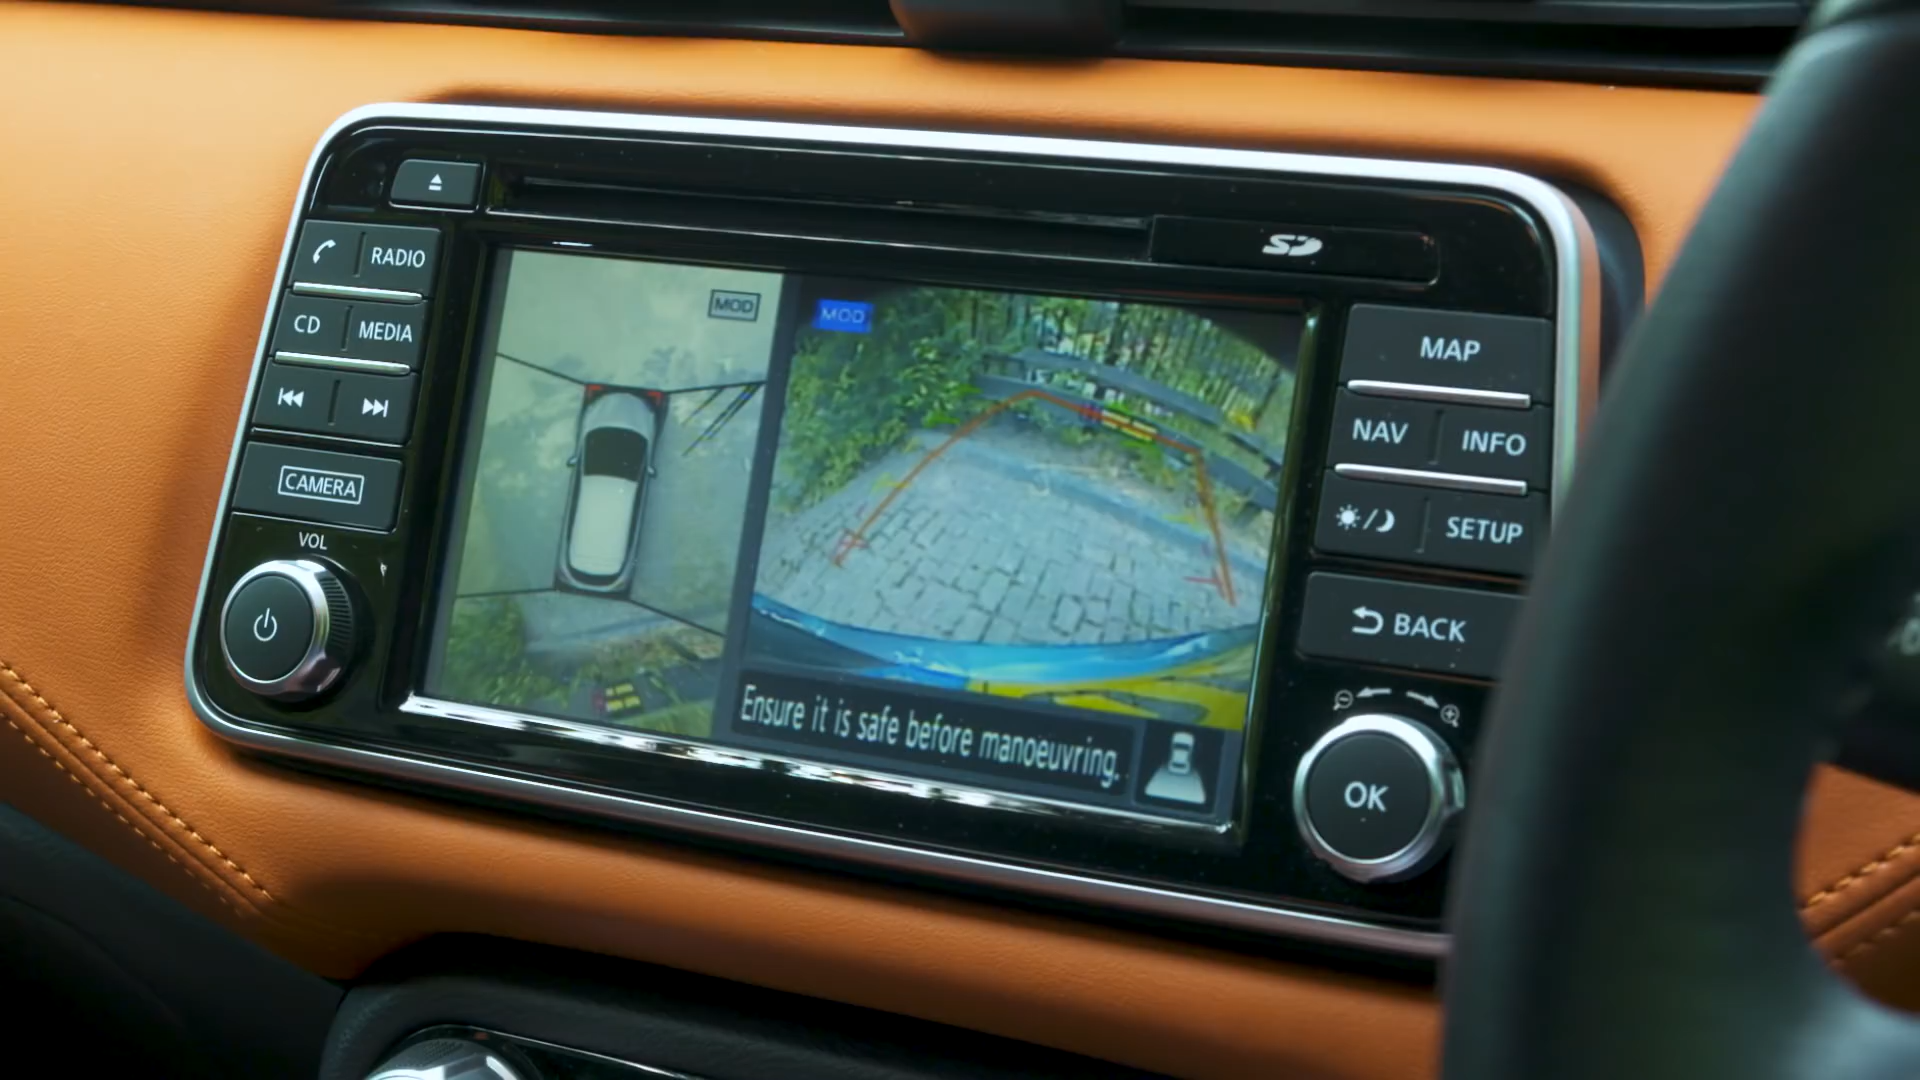 SD
RADIO
CD
MEDIA
CAMERA
VOL
MOD
MOD
Ensure it is safe before manoeuvring.
MAP
NAV
INFO
SETUP
BACK
OK